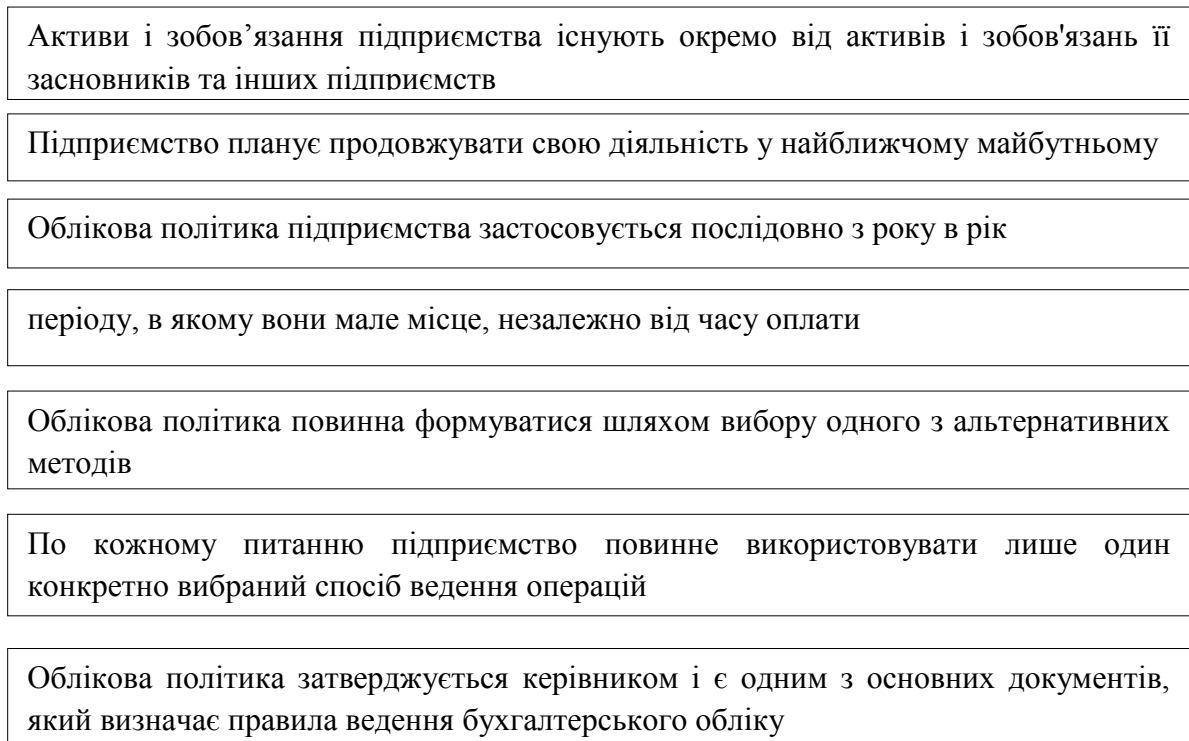 Активи і зобов’язання підприємства існують окремо від активів і зобов'язань її
засновників та інших підприємств
Підприємство планує продовжувати свою діяльність у найближчому майбутньому
Облікова політика підприємства застосовується послідовно з року в рік
періоду, в якому вони мале місце, незалежно від часу оплати
Облікова політика повинна формуватися шляхом вибору одного з альтернативних
методів
По кожному питанню підприємство повинне використовувати лише один
конкретно вибраний спосіб ведення операцій
Облікова політика затверджується керівником і є одним з основних документів,
який визначає правила ведення бухгалтерського обліку